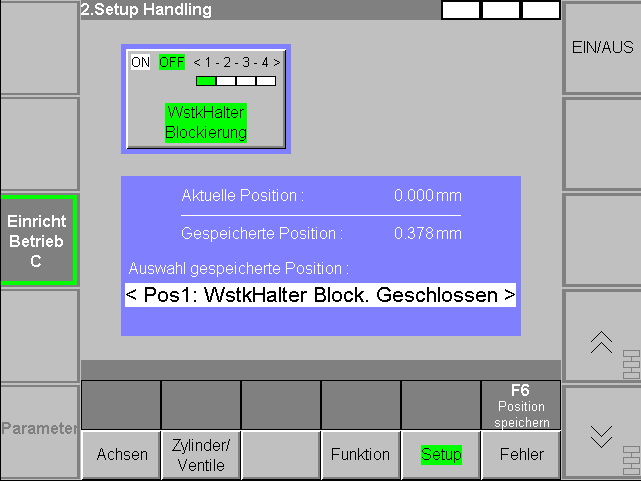 2.Setup Handling
EIN/AUS
ON OFF < 1 - 2 - 3 - 4 >
WstkHalter
Blockierung
Aktuelle Position : 0.000 mm
Gespeicherte Position : 0.378 mm
Auswahl gespeicherte Position :
< Pos1: WstkHalter Block. Geschlossen >
Einricht
Betrieb
C
Parameter
F6
Position
speichern
Achsen
Zylinder/
Ventile
Funktion
Setup
Fehler